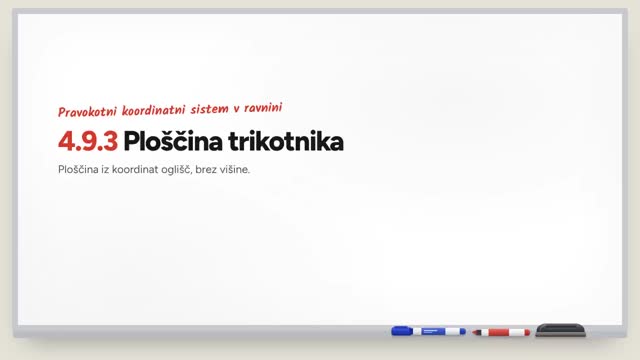 Pravokotni koordinatni sistem v ravnini
4.9.3 Ploščina trikotnika
Ploščina iz koordinat oglišč, brez višine.